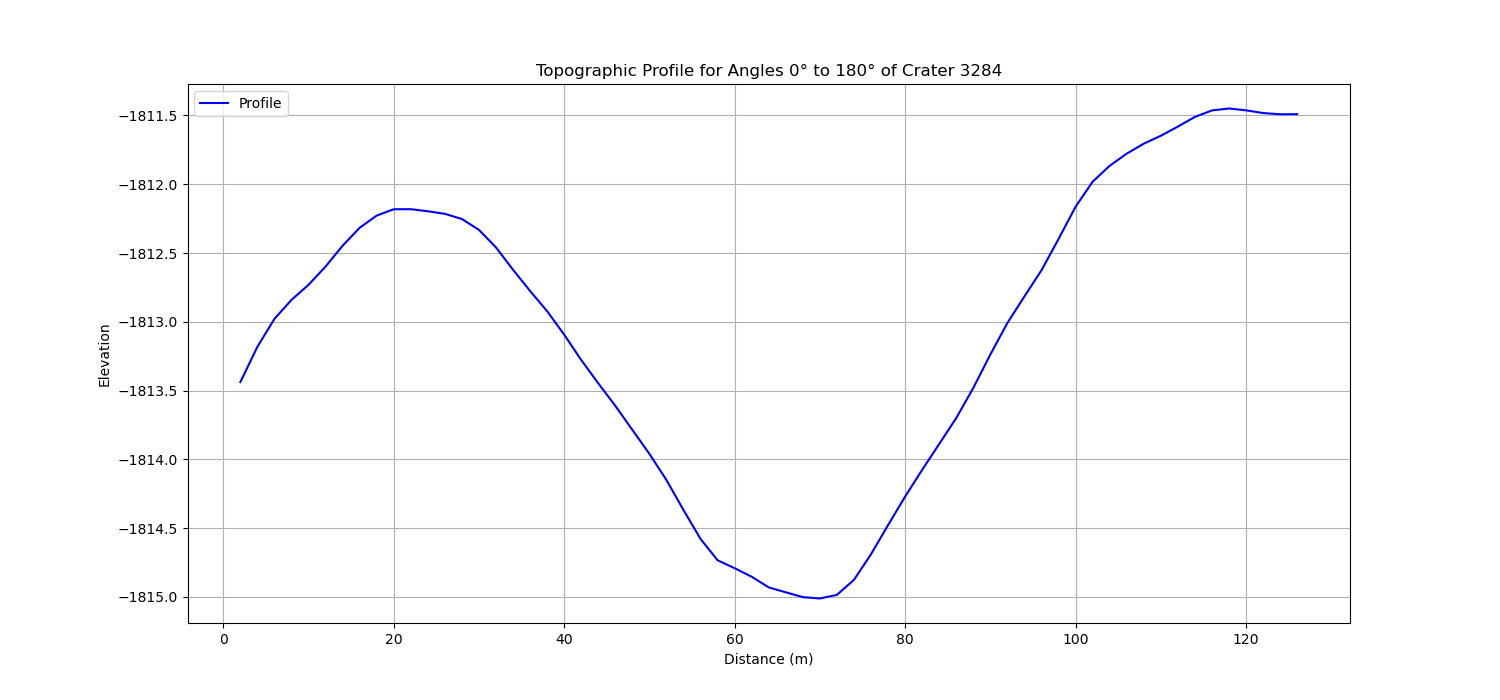 Topographic Profile for Angles 0° to 180° of Crater 3284
Profile
−1811.5
−1812.0
−1812.5
−1813.0
−1813.5
−1814.0
−1814.5
−1815.0
Elevation
0 20 40 60 80 100 120
Distance (m)